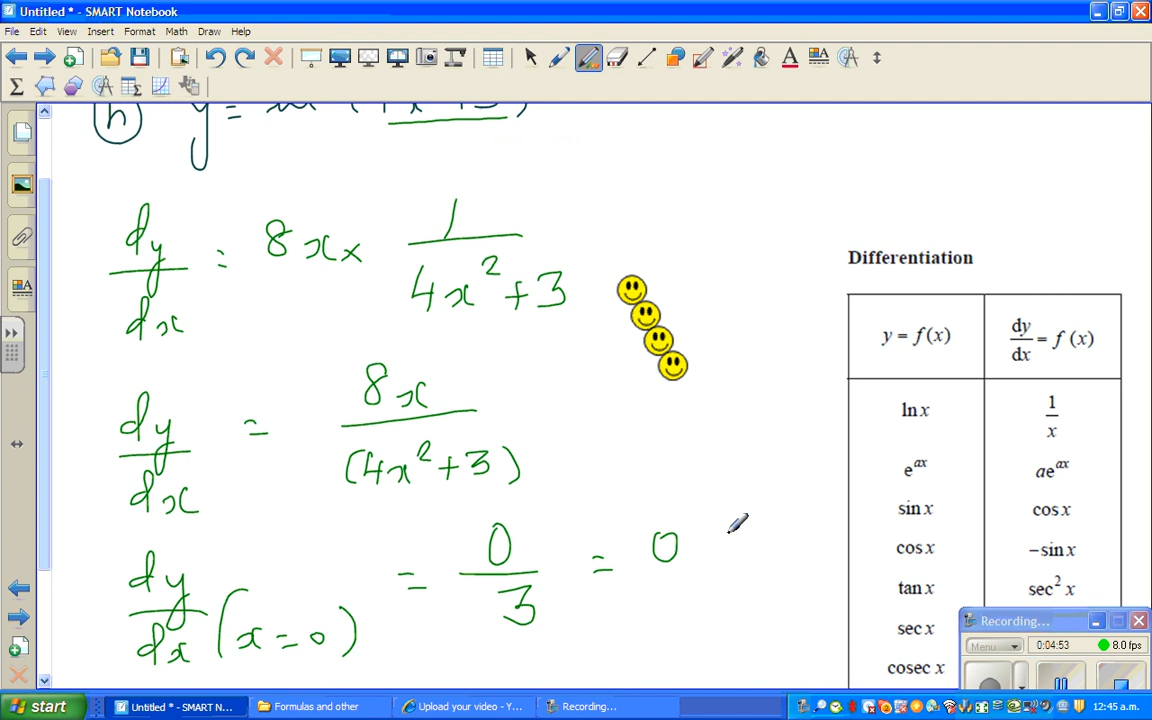 Untitled * - SMART Notebook
File Edit View Insert Format Math Draw Help
(h) y = ln (4x² + 3)
dy/dx = 8x × 1/(4x² + 3)
dy/dx = 8x/(4x² + 3)
dy/dx (x = 0) = 0/3 = 0
Differentiation
y = f(x) dy/dx = f (x)
ln x 1/x
e^ax ae^ax
sin x cos x
cos x −sin x
tan x sec² x
sec x
cosec x
Recording...
Menu 0:04:53 8.0 fps
start Untitled * - SMART N... Formulas and other Upload your video - Y... Recording... 12:45 a.m.